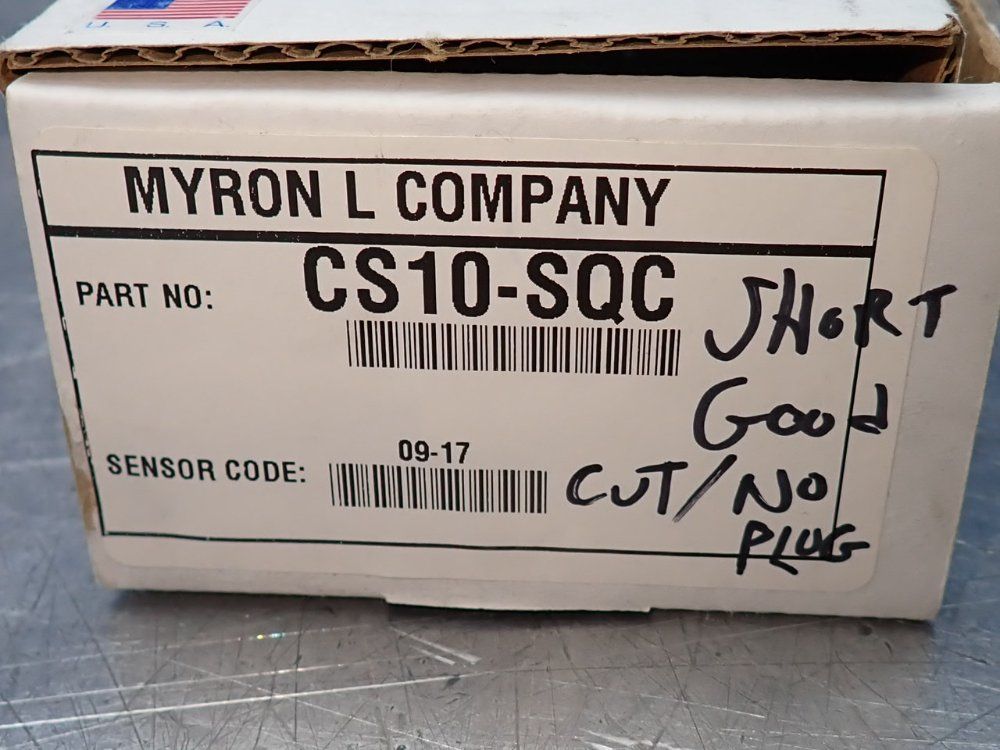 U. S. A.
MYRON L COMPANY
PART NO: CS10-SQC
SHORT
GooD
SENSOR CODE: 09-17
CUT/No
PLUG